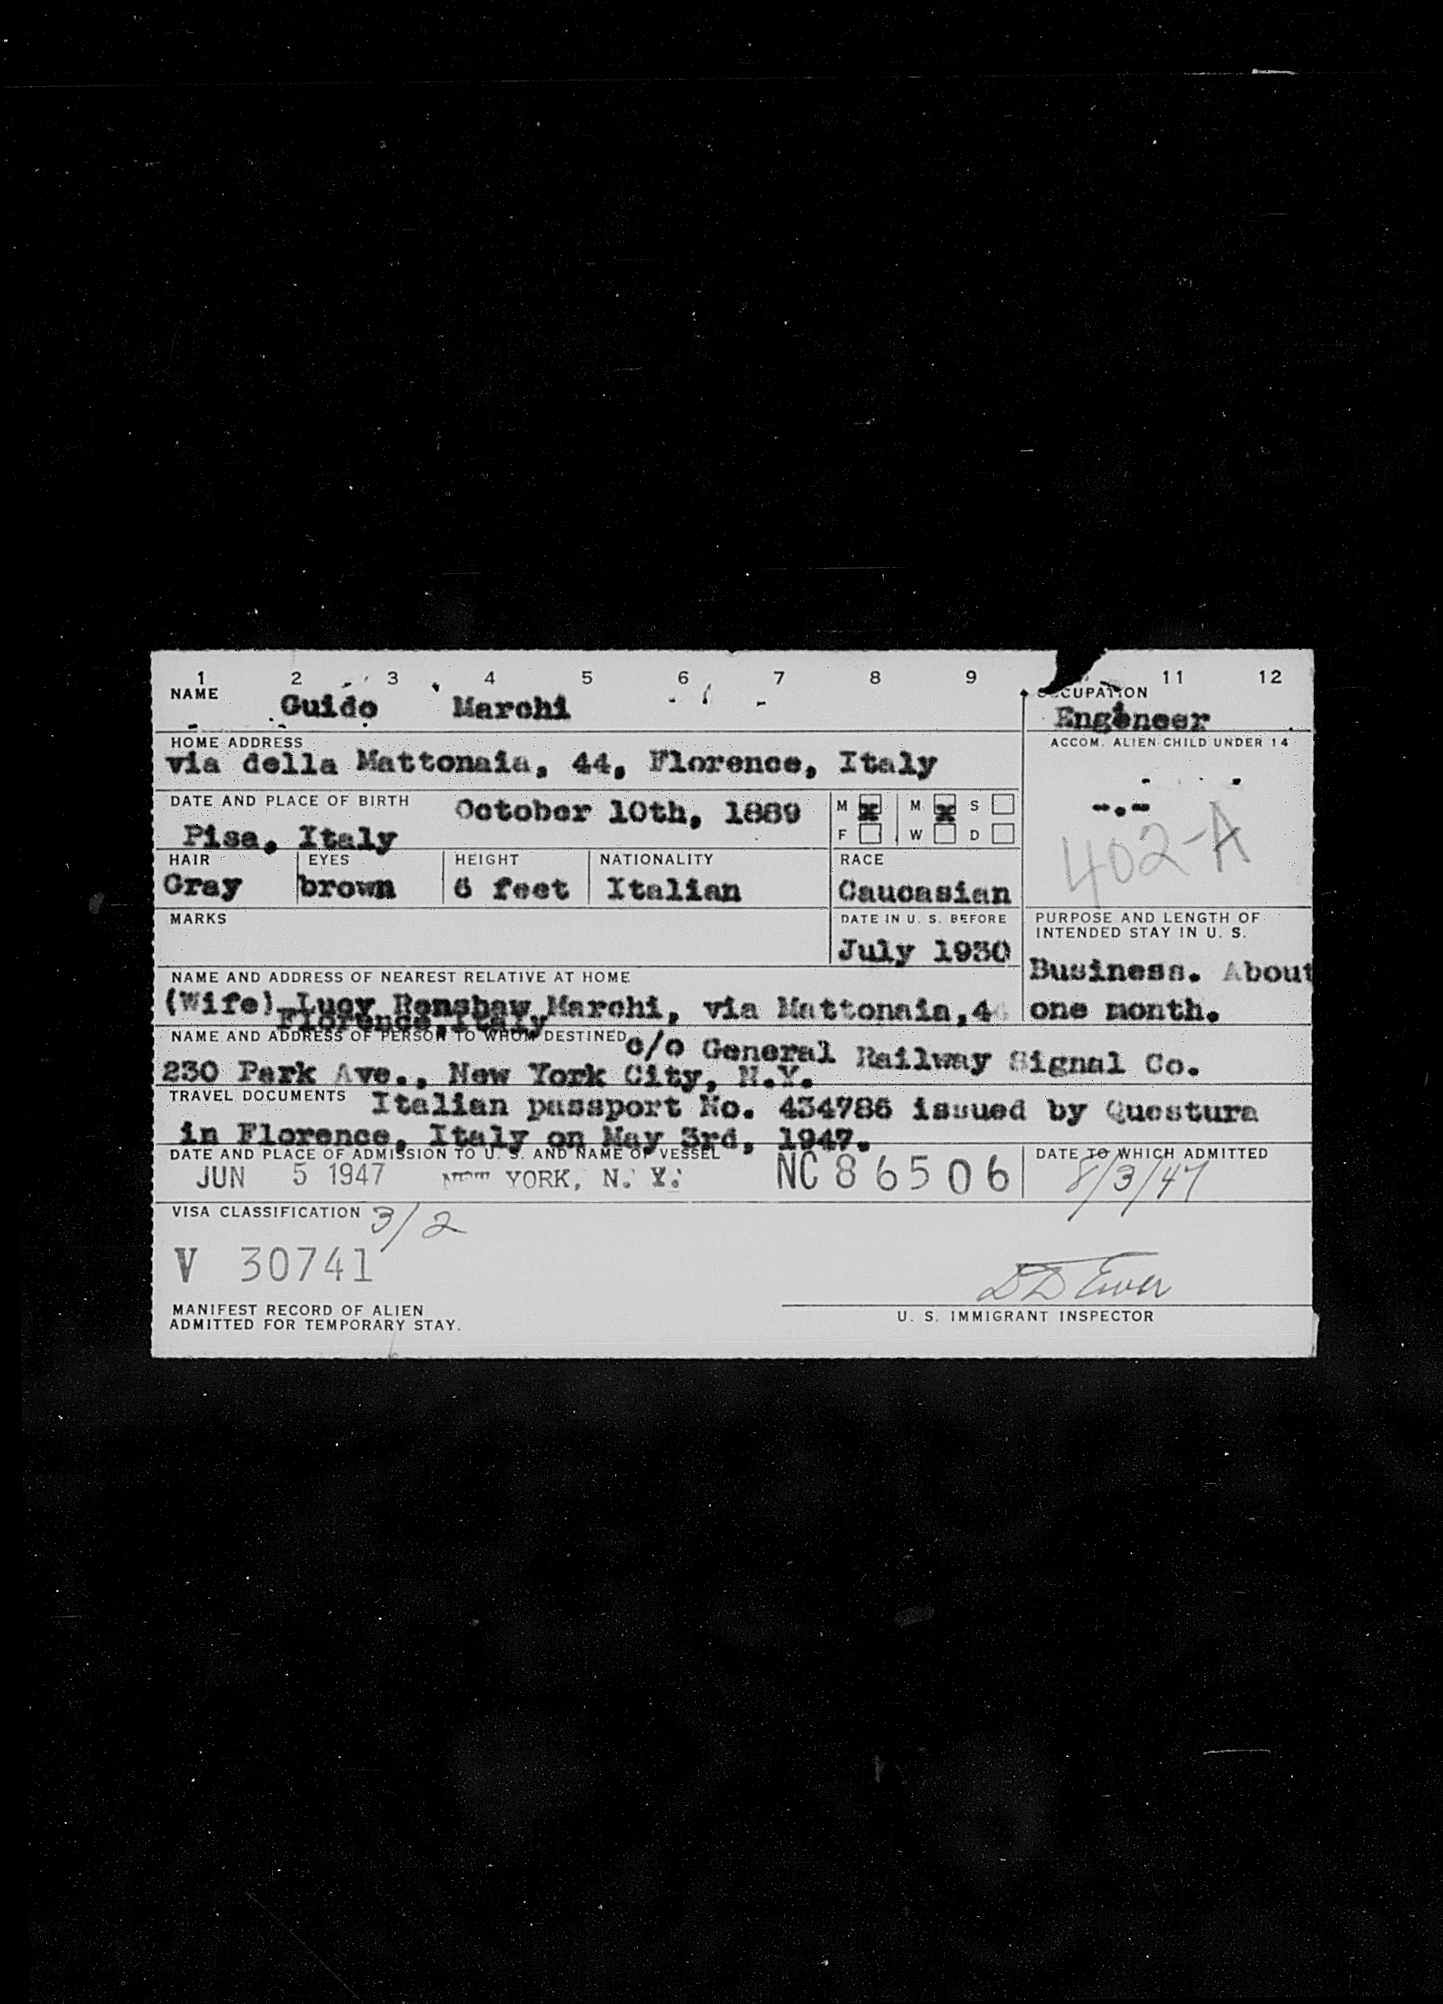 1 2 3 4 5 6 7 8 9 11 12
NAME
Guido Marchi
CUPATION
Engineer
HOME ADDRESS
via della Mattonaia, 44, Florence, Italy
ACCOM. ALIEN CHILD UNDER 14
-.-
402-A
DATE AND PLACE OF BIRTH October 10th, 1889
Pisa, Italy
M x M x S
F W D
HAIR EYES HEIGHT NATIONALITY RACE
Gray brown 6 feet Italian Caucasian
MARKS
DATE IN U. S. BEFORE
July 1930
PURPOSE AND LENGTH OF
INTENDED STAY IN U. S.
Business. About
one month.
NAME AND ADDRESS OF NEAREST RELATIVE AT HOME
(Wife) Lucy Renshaw Marchi, via Mattonaia,44
Florence,Italy
NAME AND ADDRESS OF PERSON TO WHOM DESTINED c/o General Railway Signal Co.
230 Park Ave., New York City, N.Y.
TRAVEL DOCUMENTS Italian passport No. 434786 issued by Questura
in Florence, Italy on May 3rd, 1947.
DATE AND PLACE OF ADMISSION TO U. S. AND NAME OF VESSEL
JUN 5 1947 NEW YORK, N. Y. NC 86506
DATE TO WHICH ADMITTED
8/3/47
VISA CLASSIFICATION 3/2
V 30741
MANIFEST RECORD OF ALIEN
ADMITTED FOR TEMPORARY STAY.
U. S. IMMIGRANT INSPECTOR